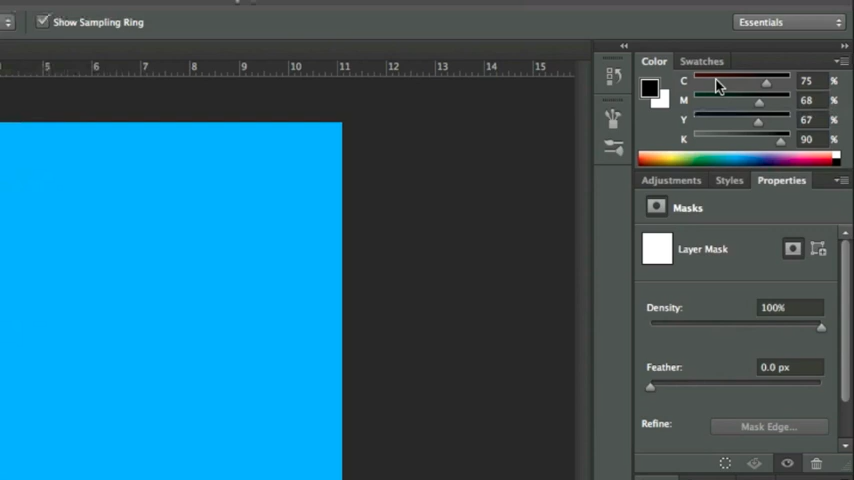 Show Sampling Ring
Essentials
6 7 8 9 10 11 12 13 14 15
Color Swatches
C 75 %
M 68 %
Y 67 %
K 90 %
Adjustments Styles Properties
Masks
Layer Mask
Density: 100%
Feather: 0.0 px
Refine: Mask Edge...